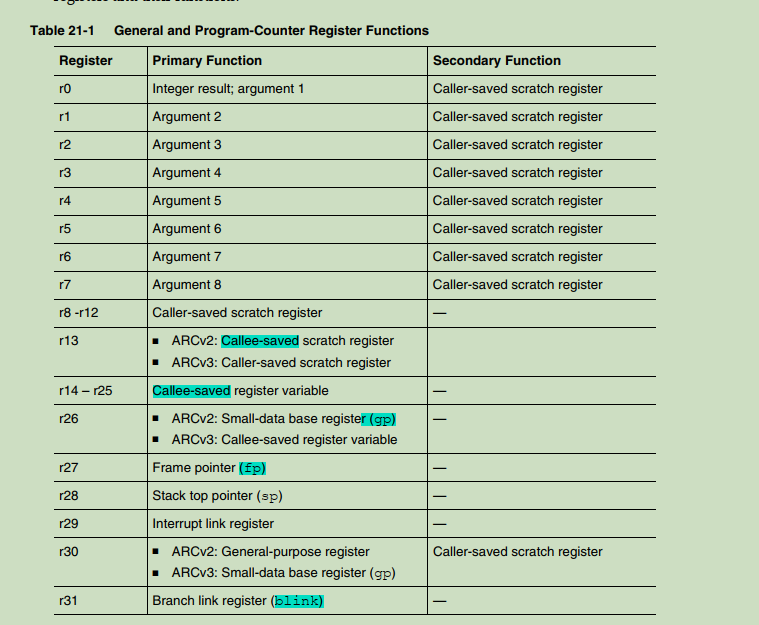 Table 21-1 General and Program-Counter Register Functions
Register Primary Function Secondary Function
r0 Integer result; argument 1 Caller-saved scratch register
r1 Argument 2 Caller-saved scratch register
r2 Argument 3 Caller-saved scratch register
r3 Argument 4 Caller-saved scratch register
r4 Argument 5 Caller-saved scratch register
r5 Argument 6 Caller-saved scratch register
r6 Argument 7 Caller-saved scratch register
r7 Argument 8 Caller-saved scratch register
r8 -r12 Caller-saved scratch register —
r13 ■ ARCv2: Callee-saved scratch register
■ ARCv3: Caller-saved scratch register
r14 – r25 Callee-saved register variable —
r26 ■ ARCv2: Small-data base register (gp) —
■ ARCv3: Callee-saved register variable
r27 Frame pointer (fp) —
r28 Stack top pointer (sp) —
r29 Interrupt link register —
r30 ■ ARCv2: General-purpose register Caller-saved scratch register
■ ARCv3: Small-data base register (gp)
r31 Branch link register (blink) —